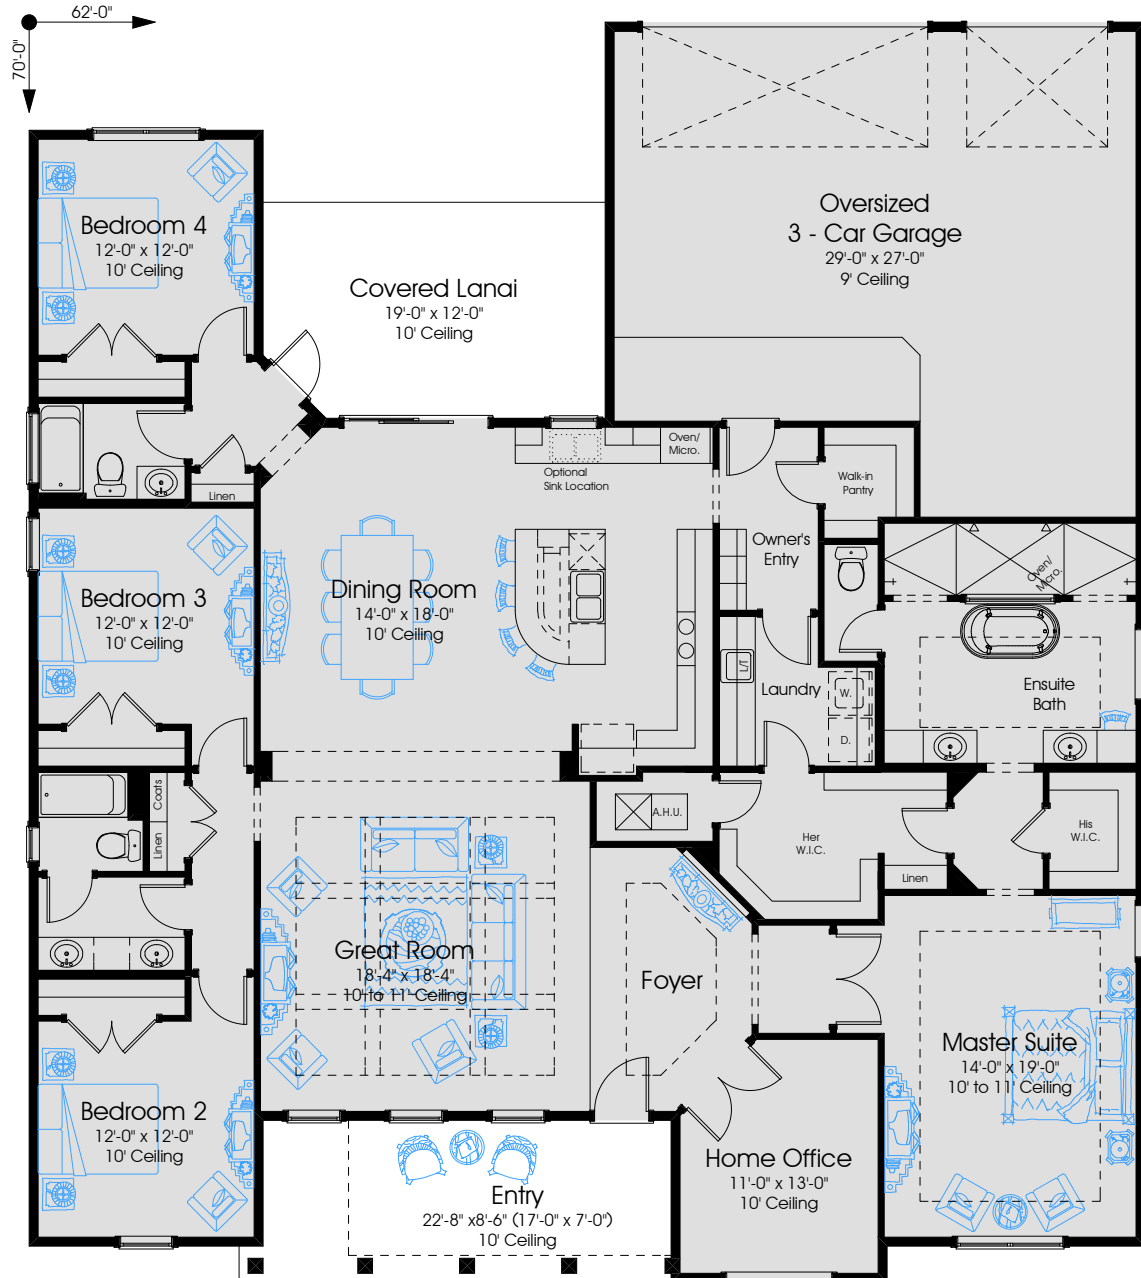 62'-0"
70'-0"
Bedroom 4
12'-0" x 12'-0"
10' Ceiling
Covered Lanai
19'-0" x 12'-0"
10' Ceiling
Oversized
3 - Car Garage
29'-0" x 27'-0"
9' Ceiling
Linen
Optional
Sink Location
Oven/
Micro.
Walk-in
Pantry
Owner's
Entry
Oven/
Micro.
Bedroom 3
12'-0" x 12'-0"
10' Ceiling
Dining Room
14'-0" x 18'-0"
10' Ceiling
L/T
Laundry
W.
D.
Ensuite
Bath
Coats
Linen
A.H.U.
Her
W.I.C.
His
W.I.C.
Linen
Great Room
18'-4" x 18'-4"
10' to 11' Ceiling
Foyer
Master Suite
14'-0" x 19'-0"
10' to 11' Ceiling
Bedroom 2
12'-0" x 12'-0"
10' Ceiling
Home Office
11'-0" x 13'-0"
10' Ceiling
Entry
22'-8" x8'-6" (17'-0" x 7'-0")
10' Ceiling